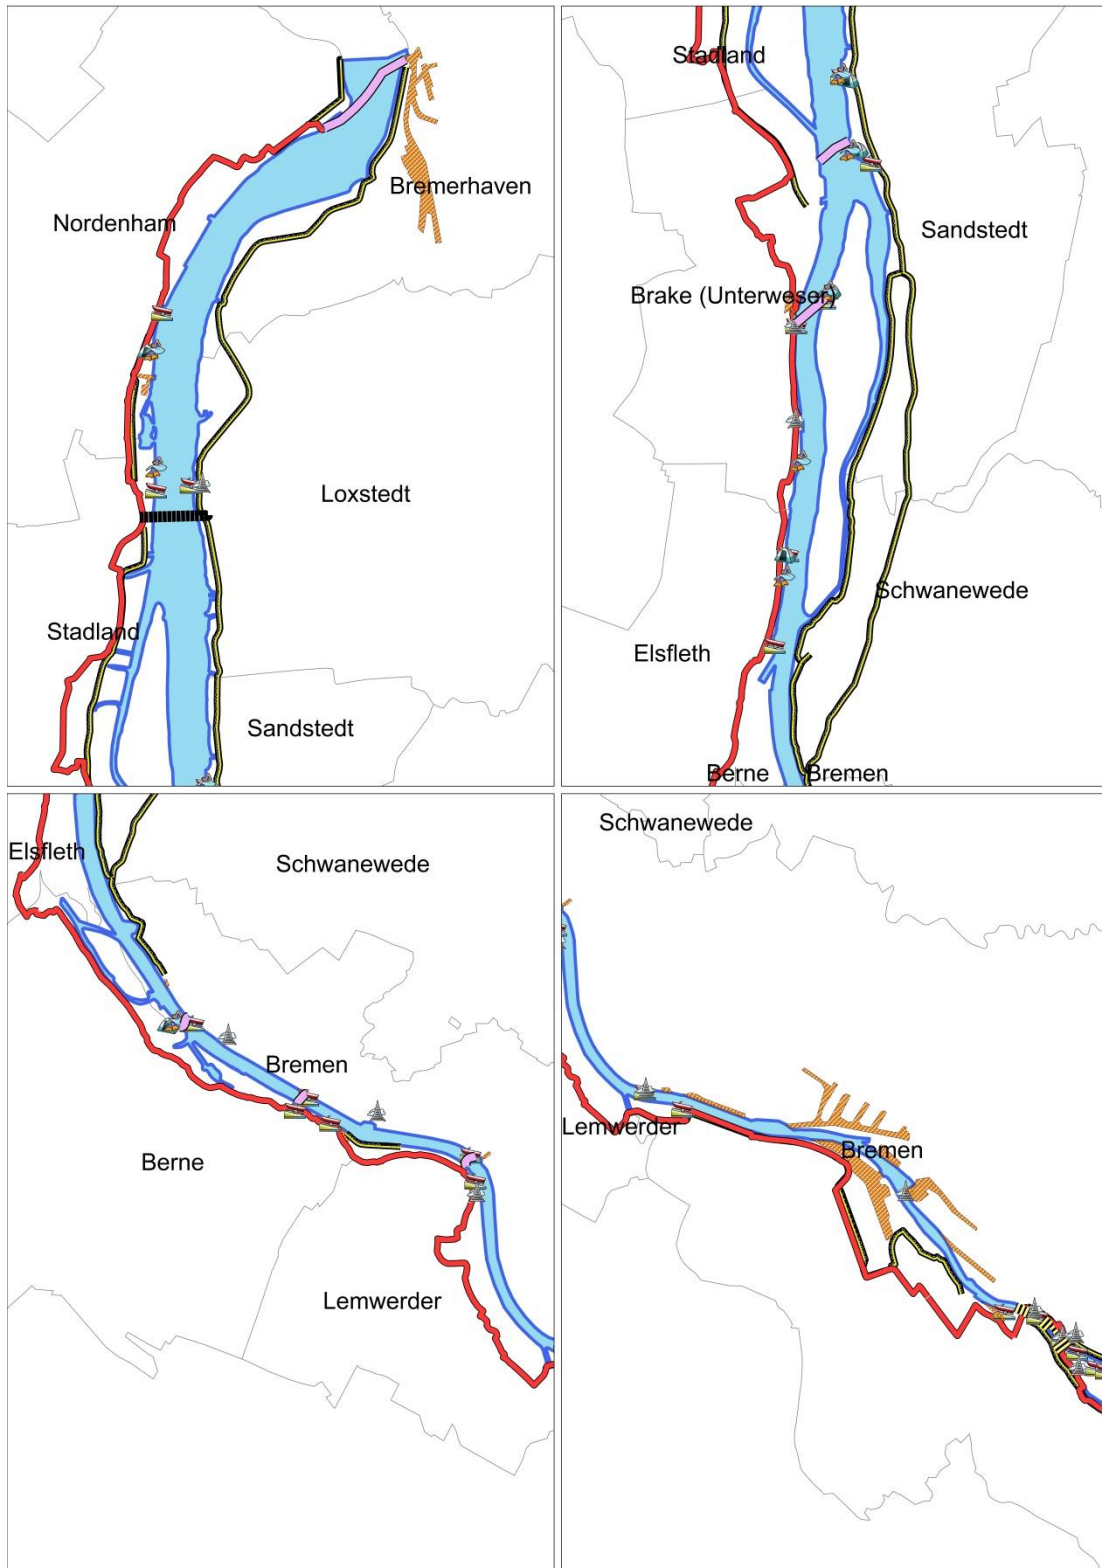 Bremerhaven
Nordenham
Loxstedt
Stadland
Sandstedt
Stadland
Sandstedt
Brake (Unterweser)
Schwanewede
Elsfleth
Berne
Bremen
Elsfleth
Schwanewede
Bremen
Berne
Lemwerder
Schwanewede
Lemwerder
Bremen